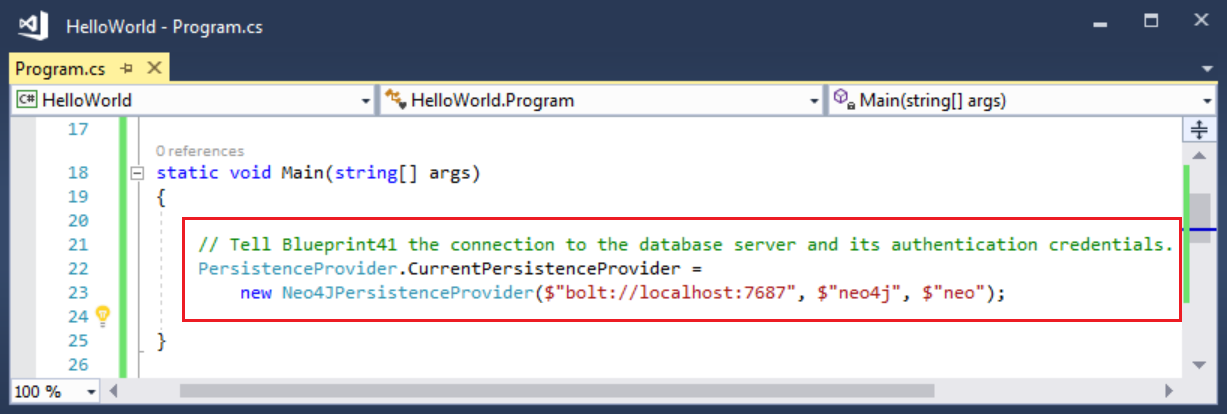 HelloWorld - Program.cs
Program.cs
C# HelloWorld
HelloWorld.Program
Main(string[] args)
17
0 references
18 static void Main(string[] args)
19 {
20
21 // Tell Blueprint41 the connection to the database server and its authentication credentials.
22 PersistenceProvider.CurrentPersistenceProvider =
23 new Neo4JPersistenceProvider($"bolt://localhost:7687", $"neo4j", $"neo");
24
25 }
26
100 %